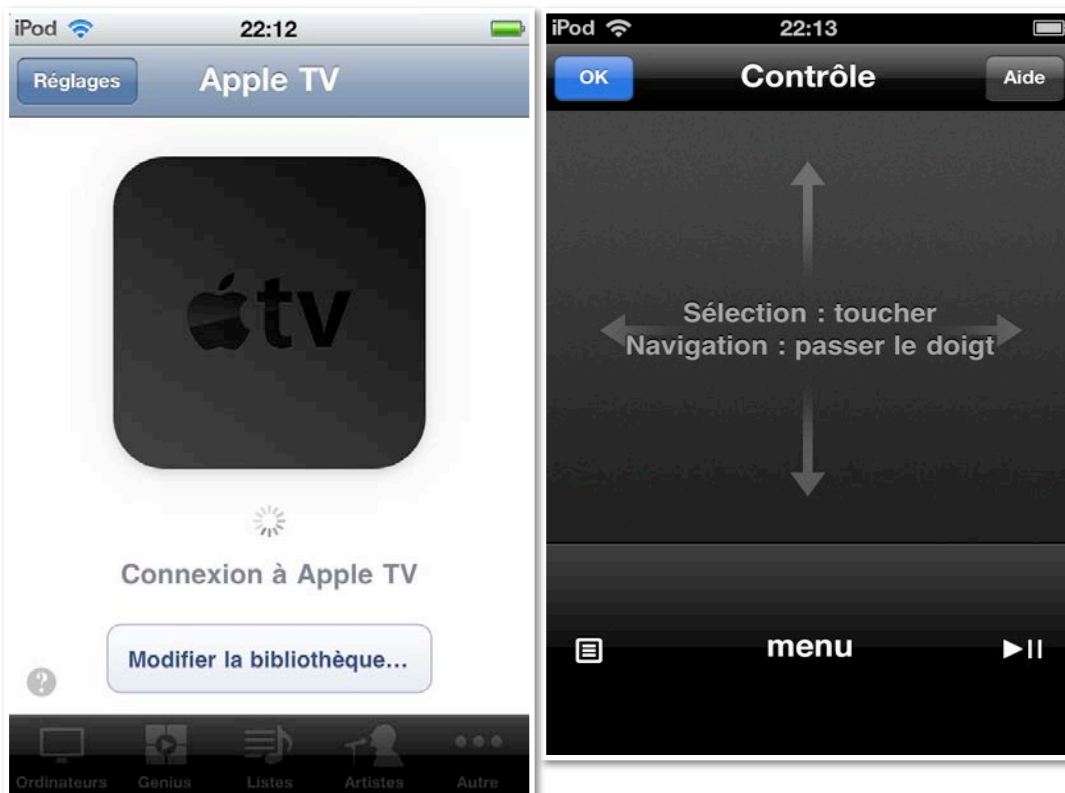 iPod 22:12
Réglages Apple TV
tv
Connexion à Apple TV
Modifier la bibliothèque...
?
Ordinateurs Genius Listes Artistes Autre
iPod 22:13
OK Contrôle Aide
Sélection : toucher
Navigation : passer le doigt
menu